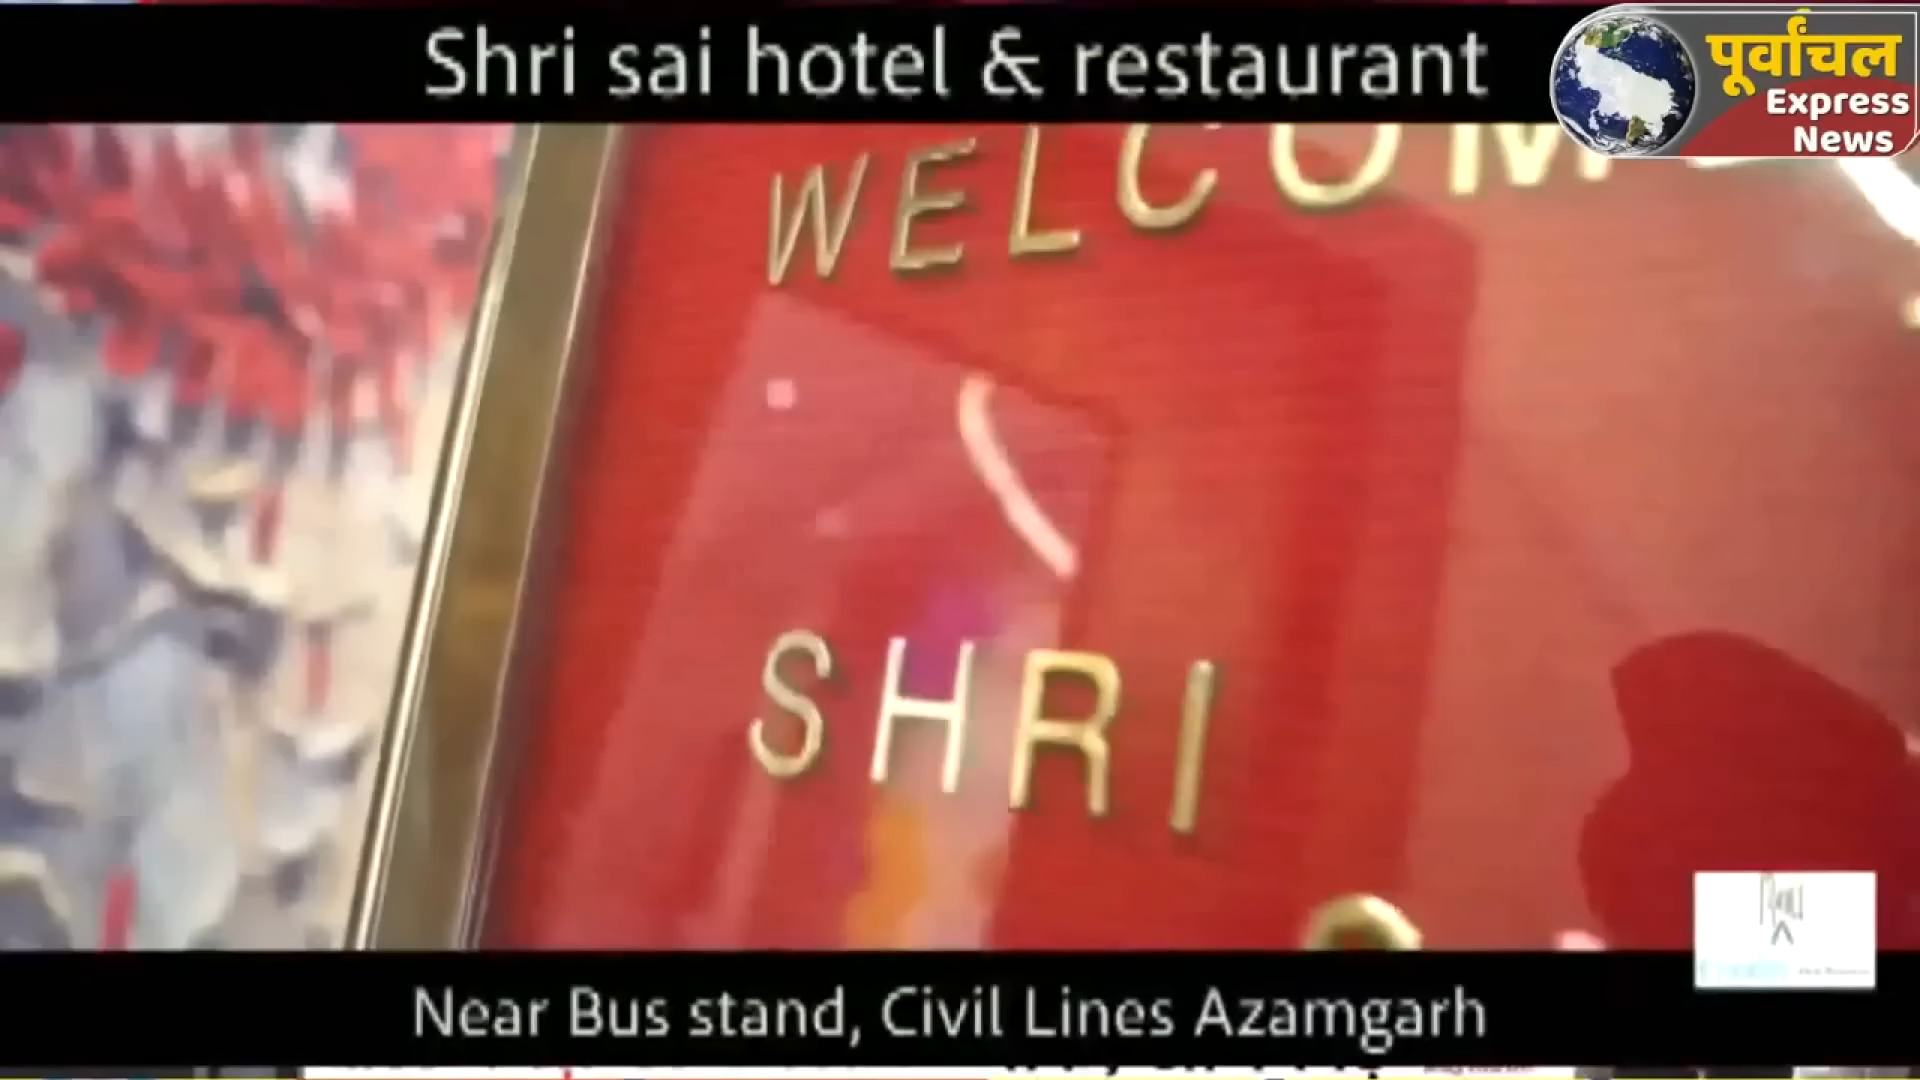 Shri sai hotel & restaurant
पूर्वांचल
Express
News
WELCOM
SHRI
Near Bus stand, Civil Lines Azamgarh